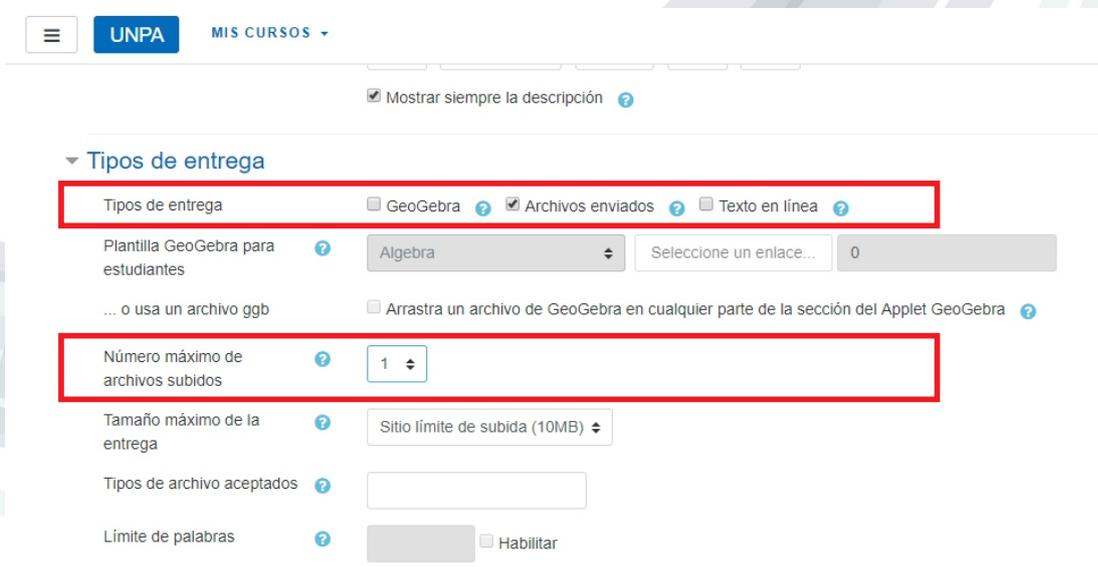 UNPA MIS CURSOS
Mostrar siempre la descripción
Tipos de entrega
Tipos de entrega GeoGebra Archivos enviados Texto en línea
Plantilla GeoGebra para
estudiantes
Algebra Seleccione un enlace... 0
... o usa un archivo ggb Arrastra un archivo de GeoGebra en cualquier parte de la sección del Applet GeoGebra
Número máximo de
archivos subidos
1
Tamaño máximo de la
entrega
Sitio límite de subida (10MB)
Tipos de archivo aceptados
Límite de palabras Habilitar